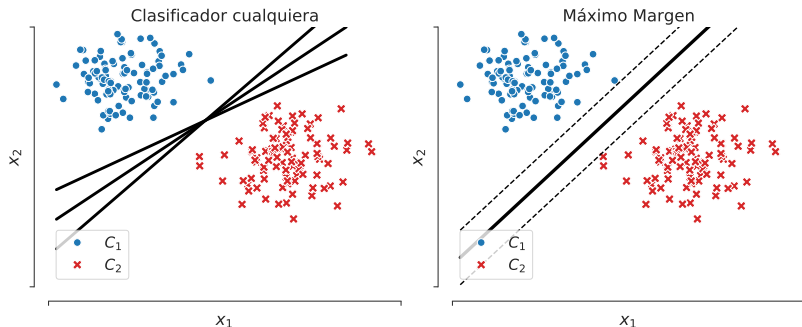 Clasificador cualquiera
x₂
C₁
C₂
x₁
Máximo Margen
x₂
C₁
C₂
x₁